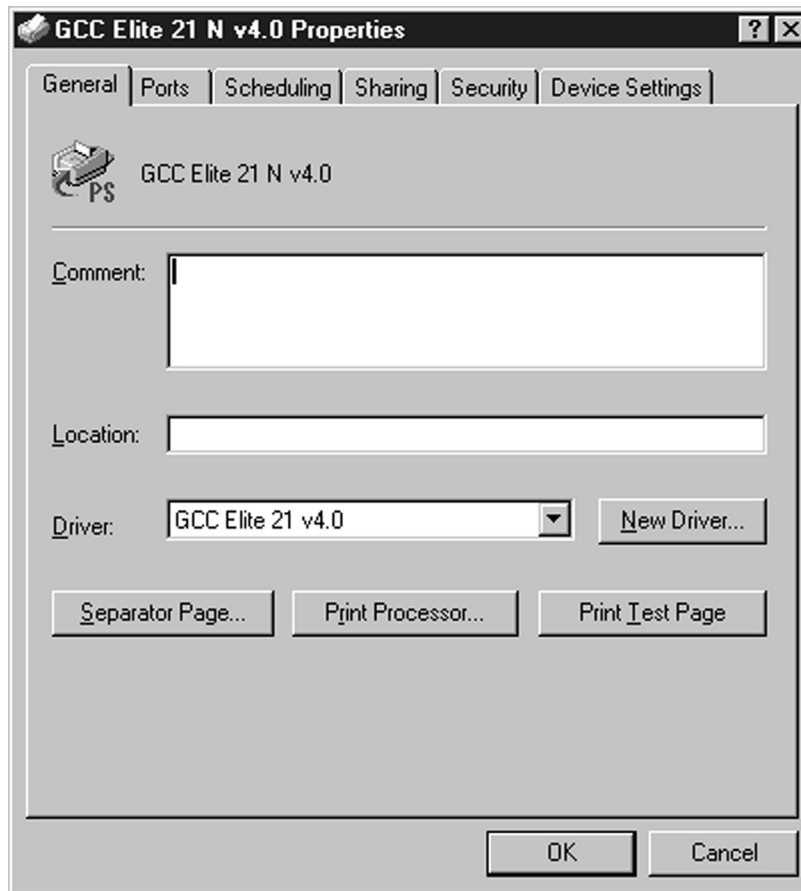 GCC Elite 21 N v4.0 Properties
General Ports Scheduling Sharing Security Device Settings
PS GCC Elite 21 N v4.0
Comment:
Location:
Driver: GCC Elite 21 v4.0 New Driver...
Separator Page... Print Processor... Print Test Page
OK Cancel